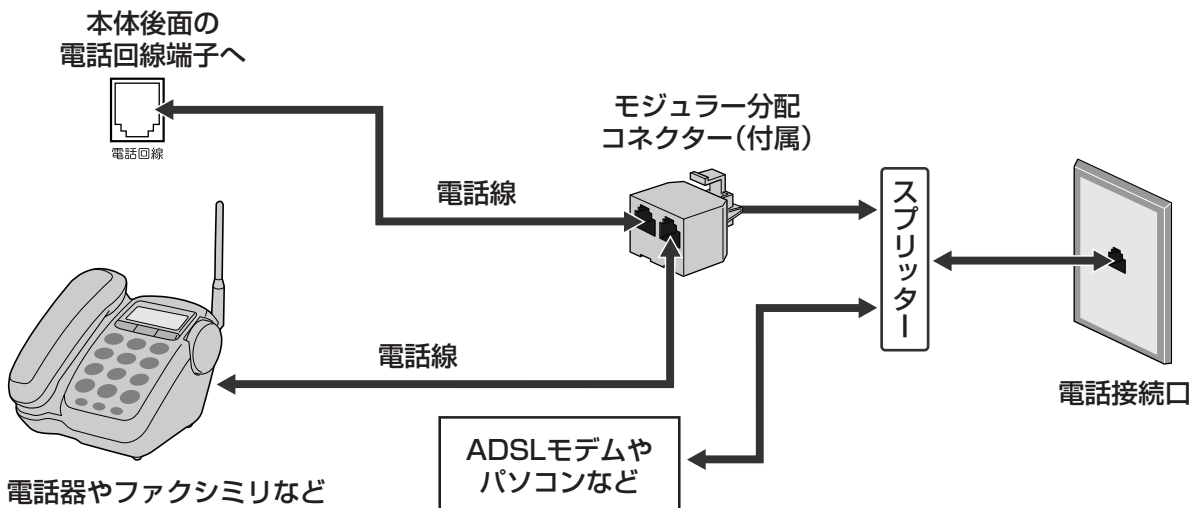 本体後面の
電話回線端子へ
電話回線
モジュラー分配
コネクター(付属)
電話線
スプリッター
電話線
電話接続口
ADSLモデムや
パソコンなど
電話器やファクシミリなど